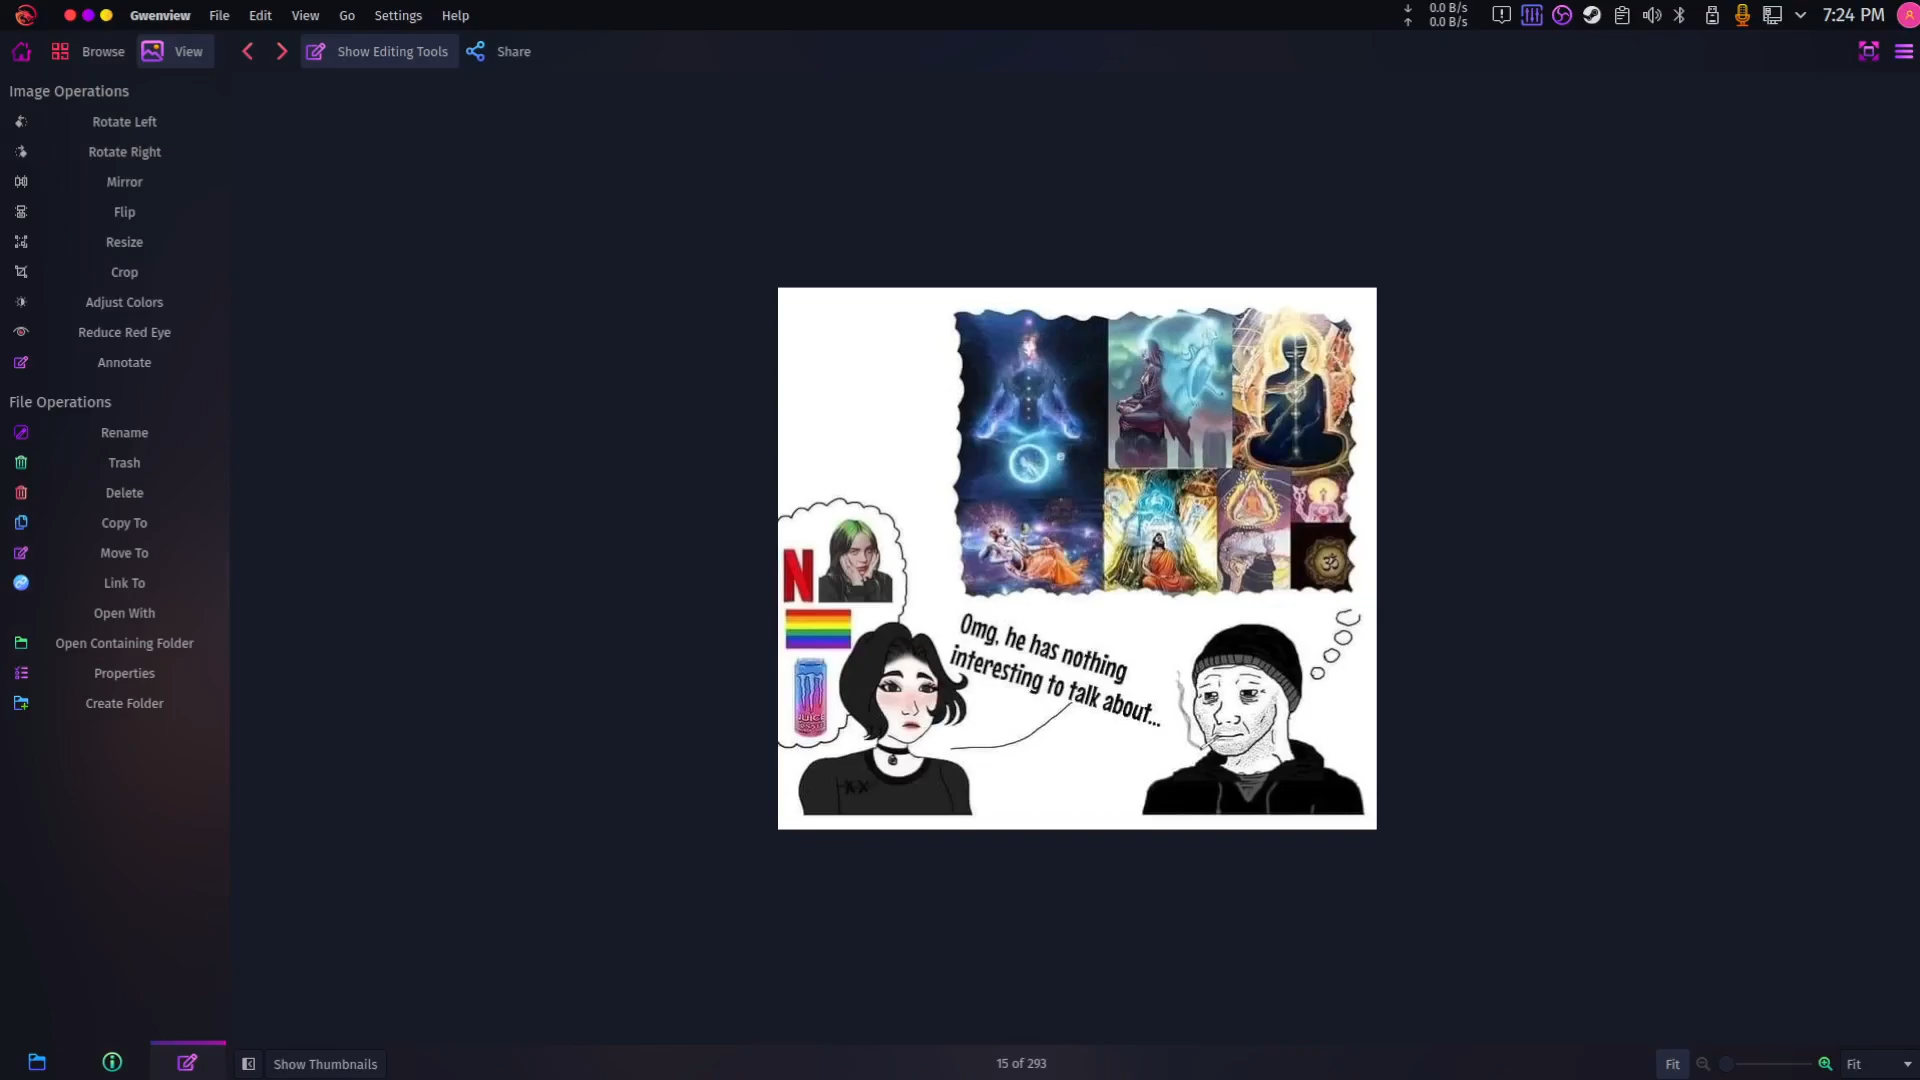 Gwenview File Edit View Go Settings Help
0.0 B/s
0.0 B/s
7:24 PM
Browse View Show Editing Tools Share
Image Operations
Rotate Left
Rotate Right
Mirror
Flip
Resize
Crop
Adjust Colors
Reduce Red Eye
Annotate
File Operations
Rename
Trash
Delete
Copy To
Move To
Link To
Open With
Open Containing Folder
Properties
Create Folder
N
ॐ
JUICE
Omg, he has nothing
interesting to talk about...
Show Thumbnails
15 of 293
Fit
Fit